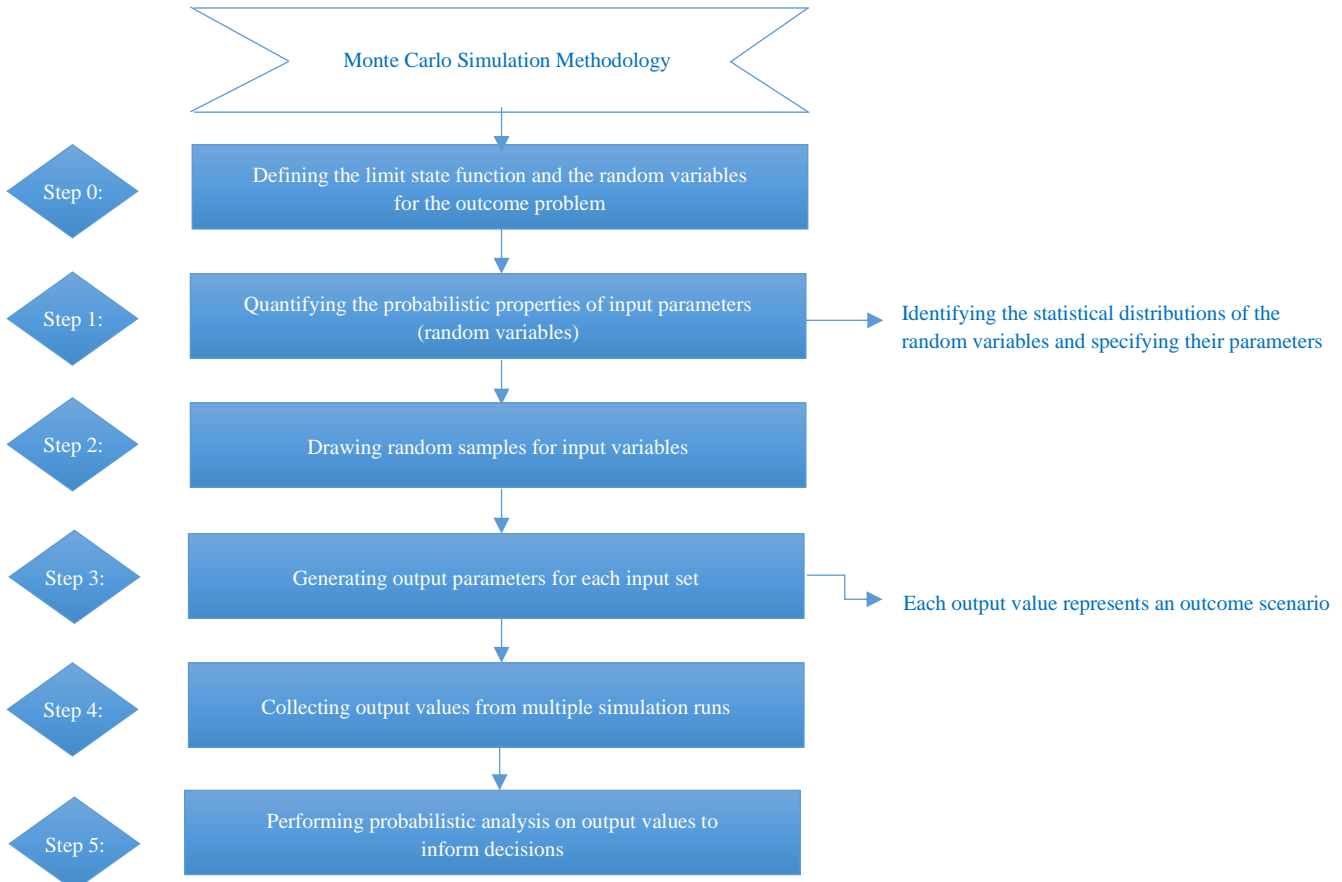 Monte Carlo Simulation Methodology
Step 0:
Defining the limit state function and the random variables
for the outcome problem
Step 1:
Quantifying the probabilistic properties of input parameters
(random variables)
Identifying the statistical distributions of the
random variables and specifying their parameters
Step 2:
Drawing random samples for input variables
Step 3:
Generating output parameters for each input set
Each output value represents an outcome scenario
Step 4:
Collecting output values from multiple simulation runs
Step 5:
Performing probabilistic analysis on output values to
inform decisions